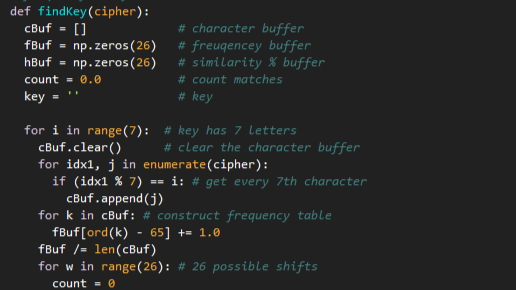 def findKey(cipher):
  cBuf = []             # character buffer
  fBuf = np.zeros(26)   # freuqencey buffer
  hBuf = np.zeros(26)   # similarity % buffer
  count = 0.0           # count matches
  key = ''              # key
  for i in range(7):  # key has 7 letters
    cBuf.clear()      # clear the character buffer
    for idx1, j in enumerate(cipher):
      if (idx1 % 7) == i: # get every 7th character
        cBuf.append(j)
    for k in cBuf: # construct frequency table
      fBuf[ord(k) - 65] += 1.0
    fBuf /= len(cBuf)
    for w in range(26): # 26 possible shifts
      count = 0